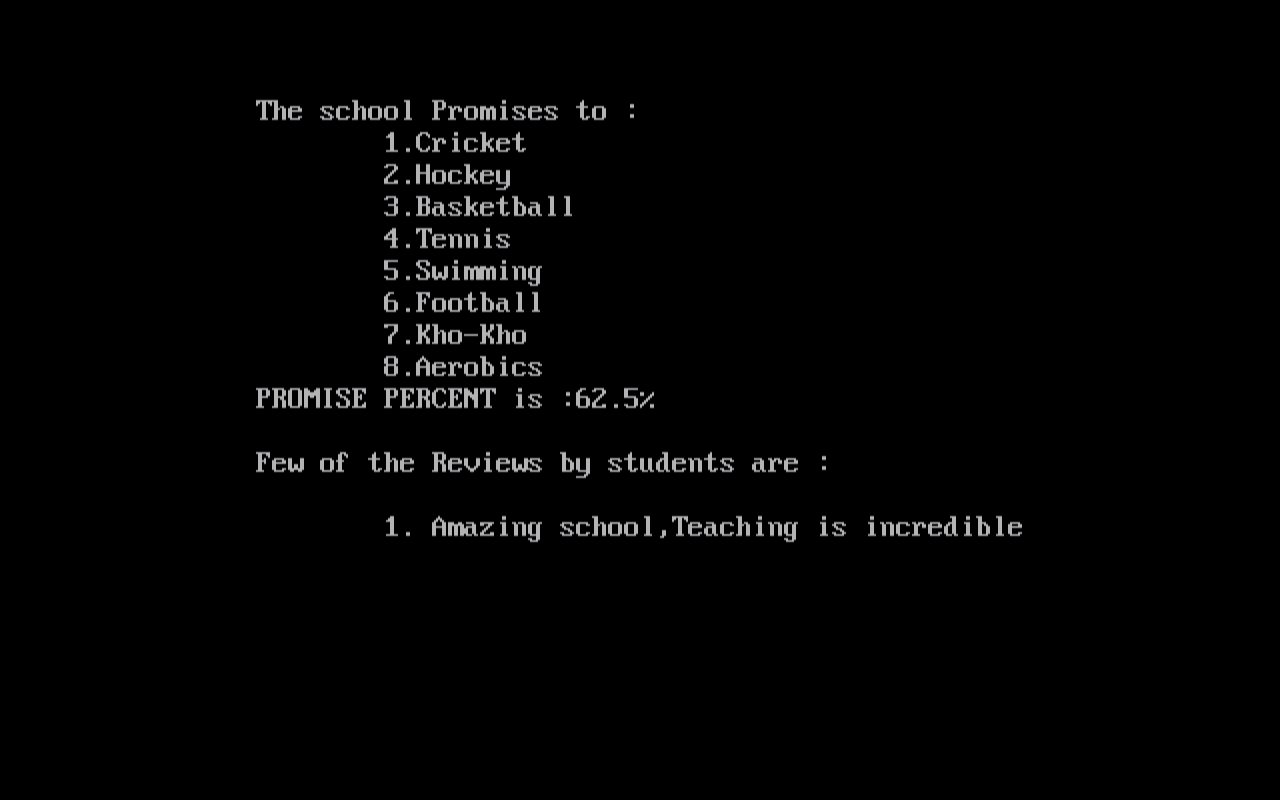 The school Promises to :
1.Cricket
2.Hockey
3.Basketball
4.Tennis
5.Swimming
6.Football
7.Kho-Kho
8.Aerobics
PROMISE PERCENT is :62.5%
Few of the Reviews by students are :
1. Amazing school,Teaching is incredible